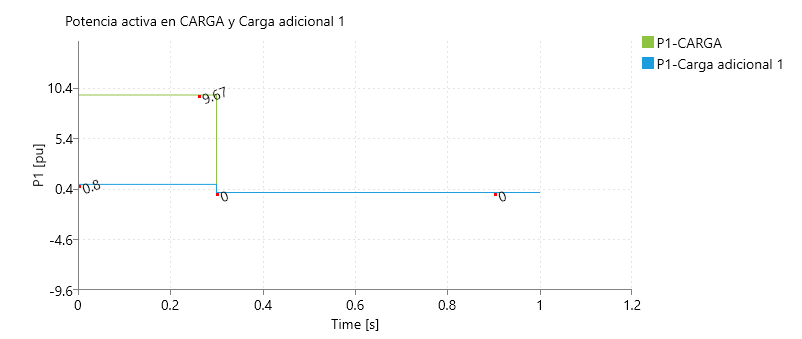 Potencia activa en CARGA y Carga adicional 1
P1-CARGA
P1-Carga adicional 1
P1 [pu]
10.4
5.4
0.4
-4.6
-9.6
9.67
0.8
0
0
0 0.2 0.4 0.6 0.8 1 1.2
Time [s]